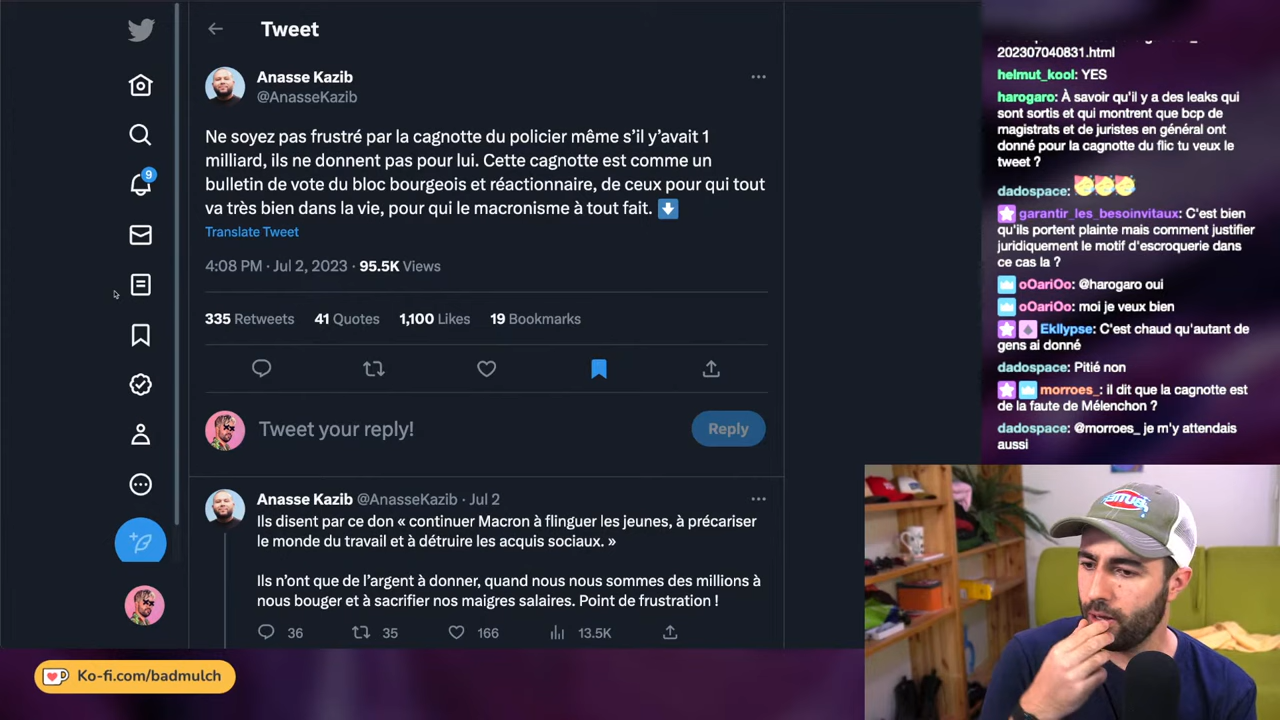 Tweet
Anasse Kazib
@AnasseKazib
Ne soyez pas frustré par la cagnotte du policier même s’il y’avait 1
milliard, ils ne donnent pas pour lui. Cette cagnotte est comme un
bulletin de vote du bloc bourgeois et réactionnaire, de ceux pour qui tout
va très bien dans la vie, pour qui le macronisme à tout fait. ⬇️
Translate Tweet
4:08 PM · Jul 2, 2023 · 95.5K Views
335 Retweets 41 Quotes 1,100 Likes 19 Bookmarks
Tweet your reply!
Reply
Anasse Kazib @AnasseKazib · Jul 2
Ils disent par ce don « continuer Macron à flinguer les jeunes, à précariser
le monde du travail et à détruire les acquis sociaux. »
Ils n’ont que de l’argent à donner, quand nous nous sommes des millions à
nous bouger et à sacrifier nos maigres salaires. Point de frustration !
36 35 166 13.5K
9
Ko-fi.com/badmulch
202307040831.html
helmut_kool: YES
harogaro: À savoir qu'il y a des leaks qui
sont sortis et qui montrent que bcp de
magistrats et de juristes en général ont
donné pour la cagnotte du flic tu veux le
tweet ?
dadospace:
garantir_les_besoinvitaux: C'est bien
qu'ils portent plainte mais comment justifier
juridiquement le motif d'escroquerie dans
ce cas la ?
oOariOo: @harogaro oui
oOariOo: moi je veux bien
Ekllypse: C'est chaud qu'autant de
gens ai donné
dadospace: Pitié non
morroes_: il dit que la cagnotte est
de la faute de Mélenchon ?
dadospace: @morroes_ je m'y attendais
aussi